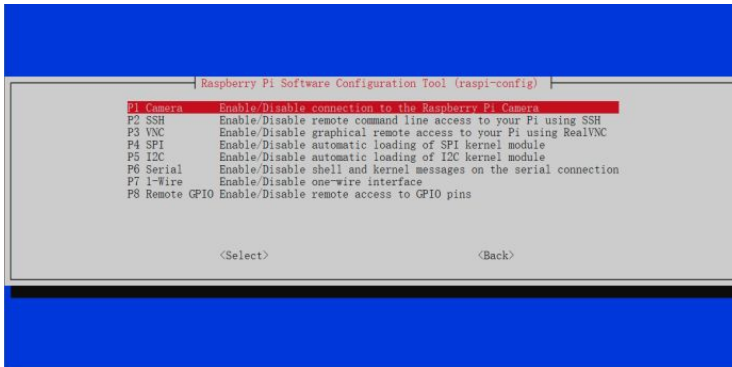 Raspberry Pi Software Configuration Tool (raspi-config)
P1 Camera Enable/Disable connection to the Raspberry Pi Camera
P2 SSH Enable/Disable remote command line access to your Pi using SSH
P3 VNC Enable/Disable graphical remote access to your Pi using RealVNC
P4 SPI Enable/Disable automatic loading of SPI kernel module
P5 I2C Enable/Disable automatic loading of I2C kernel module
P6 Serial Enable/Disable shell and kernel messages on the serial connection
P7 1-Wire Enable/Disable one-wire interface
P8 Remote GPIO Enable/Disable remote access to GPIO pins
<Select> <Back>